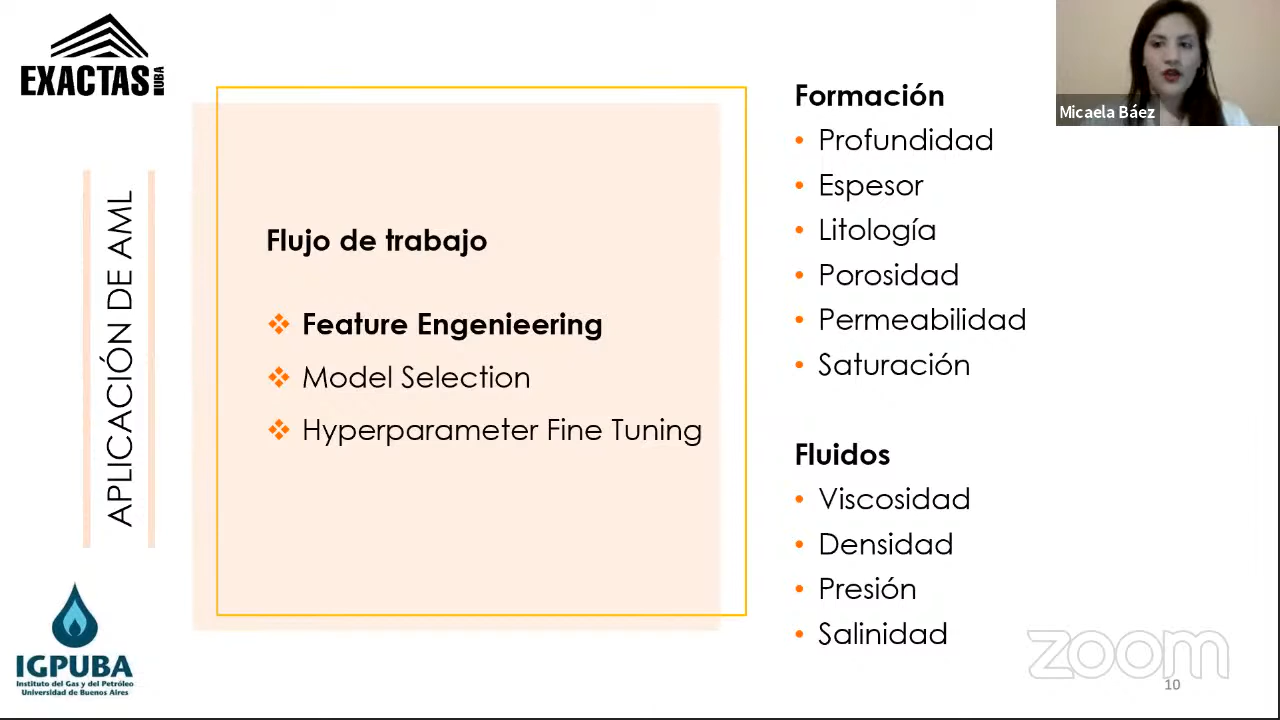 EXACTAS UBA
APLICACIÓN DE AML
Flujo de trabajo
Feature Engenieering
Model Selection
Hyperparameter Fine Tuning
Formación
Profundidad
Espesor
Litología
Porosidad
Permeabilidad
Saturación
Fluidos
Viscosidad
Densidad
Presión
Salinidad
Micaela Báez
IGPUBA
Instituto del Gas y del Petróleo
Universidad de Buenos Aires
zoom
10